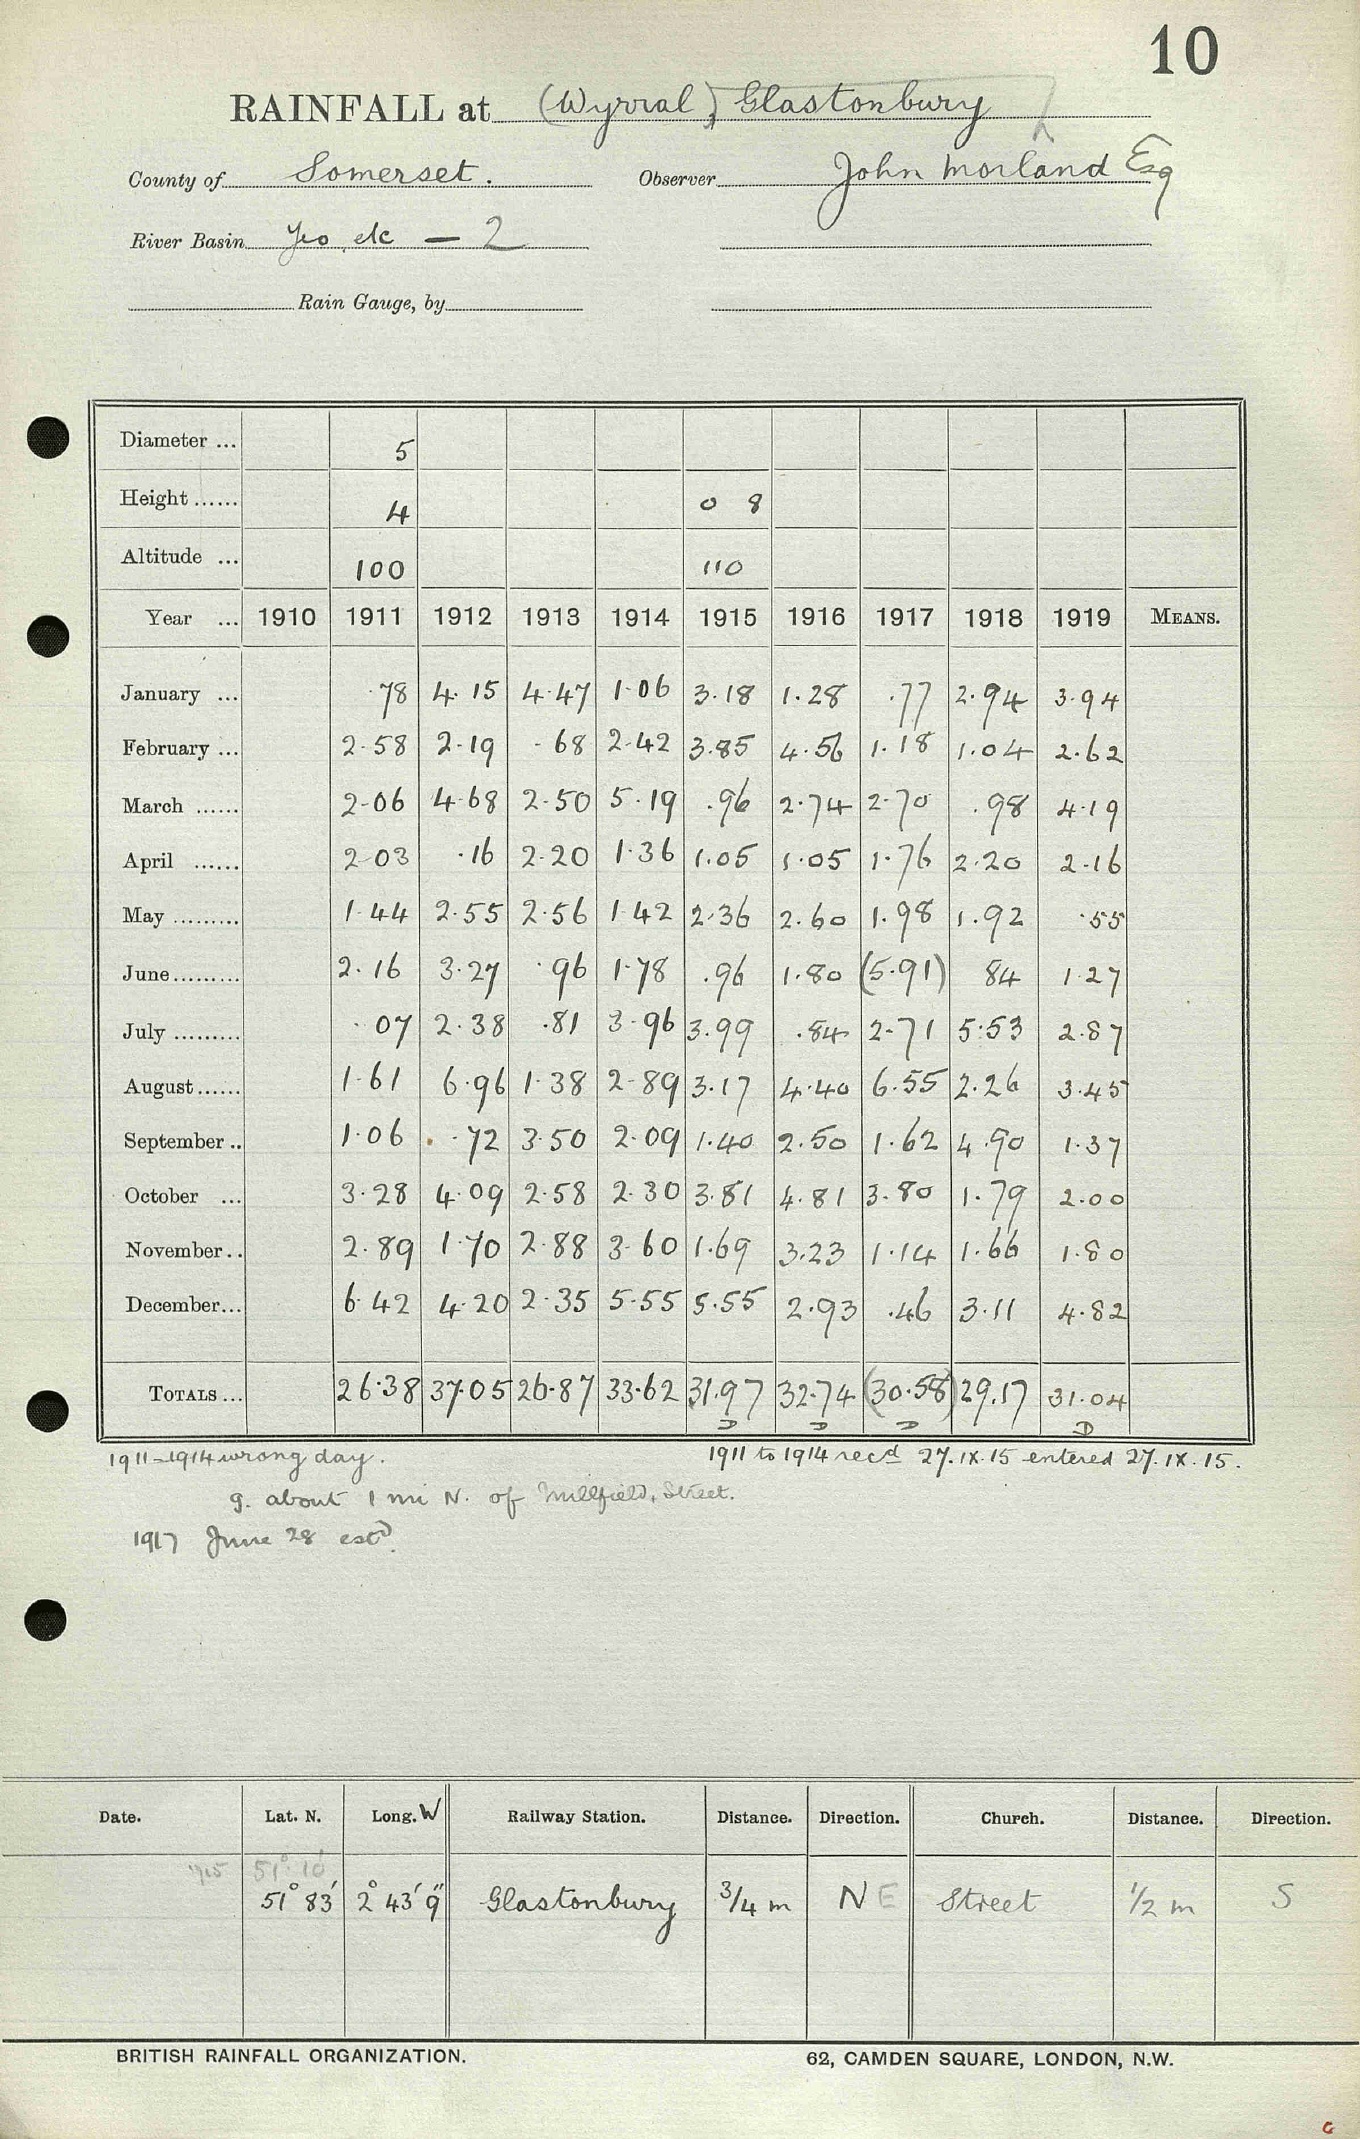 10
RAINFALL at (Wyrral), Glastonbury
County of Somerset. Observer John Morland Esq
River Basin Yeo etc — 2
Rain Gauge, by
Diameter ... 5
Height ...... 4 0 8
Altitude ... 100 110
Year ... 1910 1911 1912 1913 1914 1915 1916 1917 1918 1919 MEANS.
January ... .78 4.15 4.47 1.06 3.18 1.28 .77 2.94 3.94
February ... 2.58 2.19 .68 2.42 3.85 4.56 1.18 1.04 2.62
March ...... 2.06 4.68 2.50 5.19 .96 2.74 2.70 .98 4.19
April ...... 2.03 .16 2.20 1.36 1.05 1.05 1.76 2.20 2.16
May ......... 1.44 2.55 2.56 1.42 2.36 2.60 1.98 1.92 .55
June......... 2.16 3.27 .96 1.78 .96 1.80 (5.91) 84 1.27
July ......... .07 2.38 .81 3.96 3.99 .84 2.71 5.53 2.87
August...... 1.61 6.96 1.38 2.89 3.17 4.40 6.55 2.26 3.45
September .. 1.06 .72 3.50 2.09 1.40 2.50 1.62 4.90 1.37
October ... 3.28 4.09 2.58 2.30 3.81 4.81 3.80 1.79 2.00
November.. 2.89 1.70 2.88 3.60 1.69 3.23 1.14 1.66 1.80
December... 6.42 4.20 2.35 5.55 5.55 2.93 .46 3.11 4.82
TOTALS ... 26.38 37.05 26.87 33.62 31.97 32.74 (30.58) 29.17 31.04
D D D D
1911–1914 wrong day. 1911 to 1914 recd 27.IX.15 entered 27.IX.15.
g. about 1 mi N. of Millfield, Street.
1917 June 28 estd.
Date. Lat. N. Long. W Railway Station. Distance. Direction. Church. Distance. Direction.
1915 51° 10'
51° 83' 2° 43' 9" Glastonbury 3/4 m NE Street 1/2 m S
BRITISH RAINFALL ORGANIZATION. 62, CAMDEN SQUARE, LONDON, N.W.
G